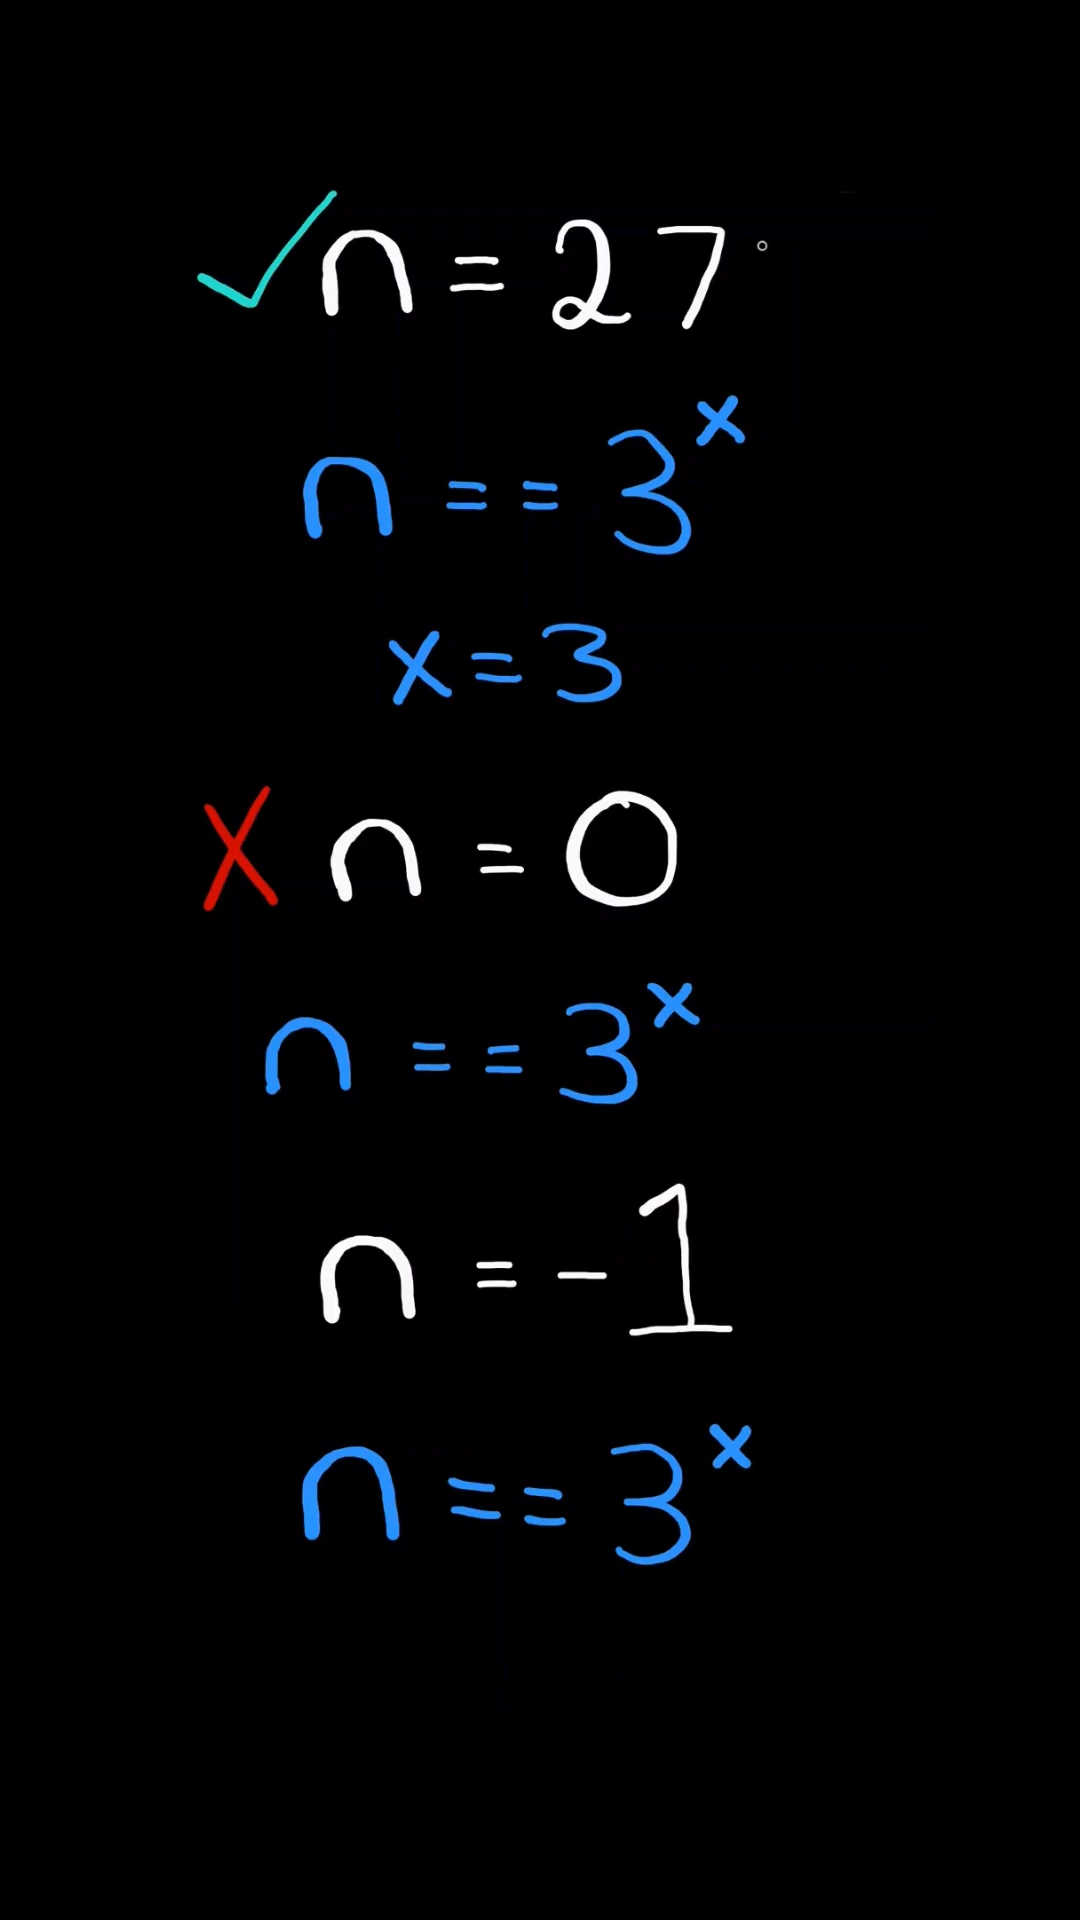 ✓ n = 27
n == 3ˣ
x = 3
X n = 0
n == 3ˣ
n = -1
n == 3ˣ